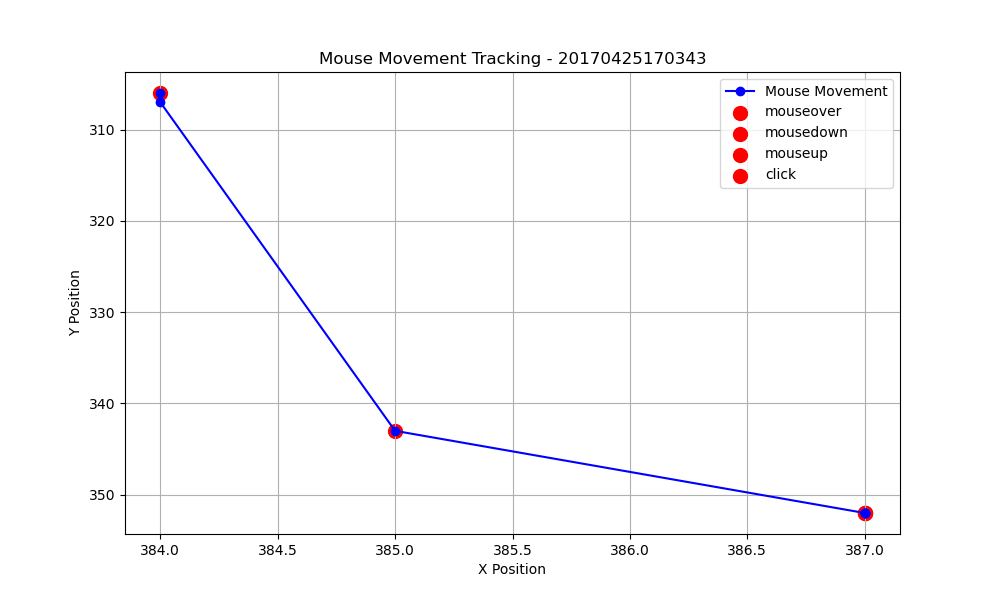 Mouse Movement Tracking - 20170425170343
Mouse Movement
mouseover
mousedown
mouseup
click
Y Position
310
320
330
340
350
384.0 384.5 385.0 385.5 386.0 386.5 387.0
X Position